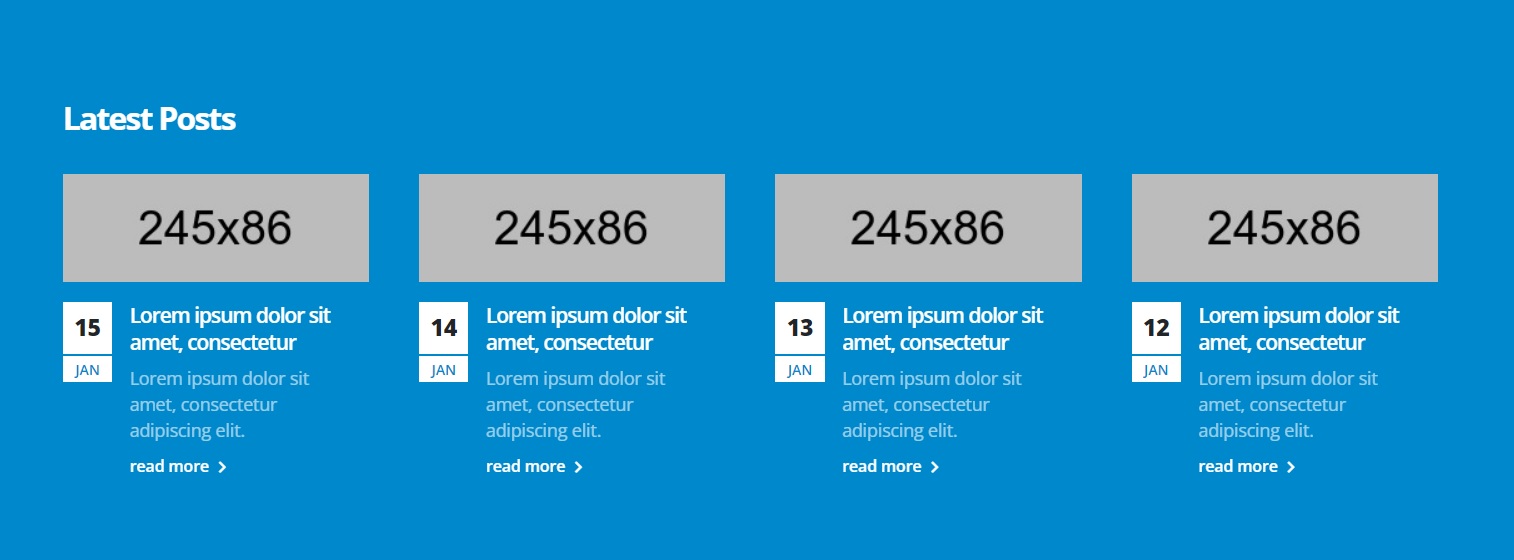 Latest Posts
245x86
245x86
245x86
245x86
15
JAN
Lorem ipsum dolor sit
amet, consectetur
Lorem ipsum dolor sit
amet, consectetur
adipiscing elit.
read more
14
JAN
Lorem ipsum dolor sit
amet, consectetur
Lorem ipsum dolor sit
amet, consectetur
adipiscing elit.
read more
13
JAN
Lorem ipsum dolor sit
amet, consectetur
Lorem ipsum dolor sit
amet, consectetur
adipiscing elit.
read more
12
JAN
Lorem ipsum dolor sit
amet, consectetur
Lorem ipsum dolor sit
amet, consectetur
adipiscing elit.
read more